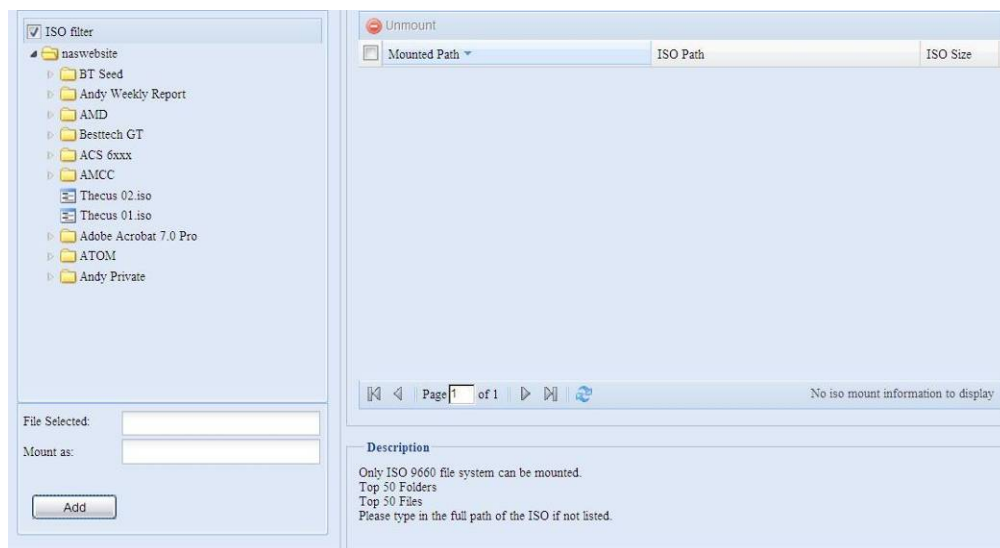 ISO filter
naswebsite
BT Seed
Andy Weekly Report
AMD
Besttech GT
ACS 6xxx
AMCC
Thecus 02.iso
Thecus 01.iso
Adobe Acrobat 7.0 Pro
ATOM
Andy Private
File Selected:
Mount as:
Add
Unmount
Mounted Path ISO Path ISO Size
Page 1 of 1 No iso mount information to display
Description
Only ISO 9660 file system can be mounted.
Top 50 Folders
Top 50 Files
Please type in the full path of the ISO if not listed.